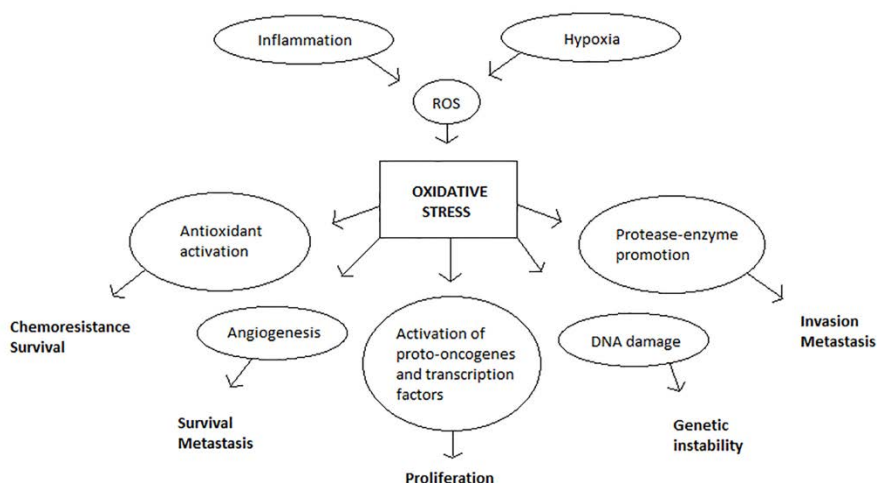 Inflammation
Hypoxia
ROS
OXIDATIVE
STRESS
Antioxidant
activation
Protease-enzyme
promotion
Chemoresistance
Survival
Angiogenesis
Activation of
proto-oncogenes
and transcription
factors
DNA damage
Invasion
Metastasis
Survival
Metastasis
Genetic
instability
Proliferation